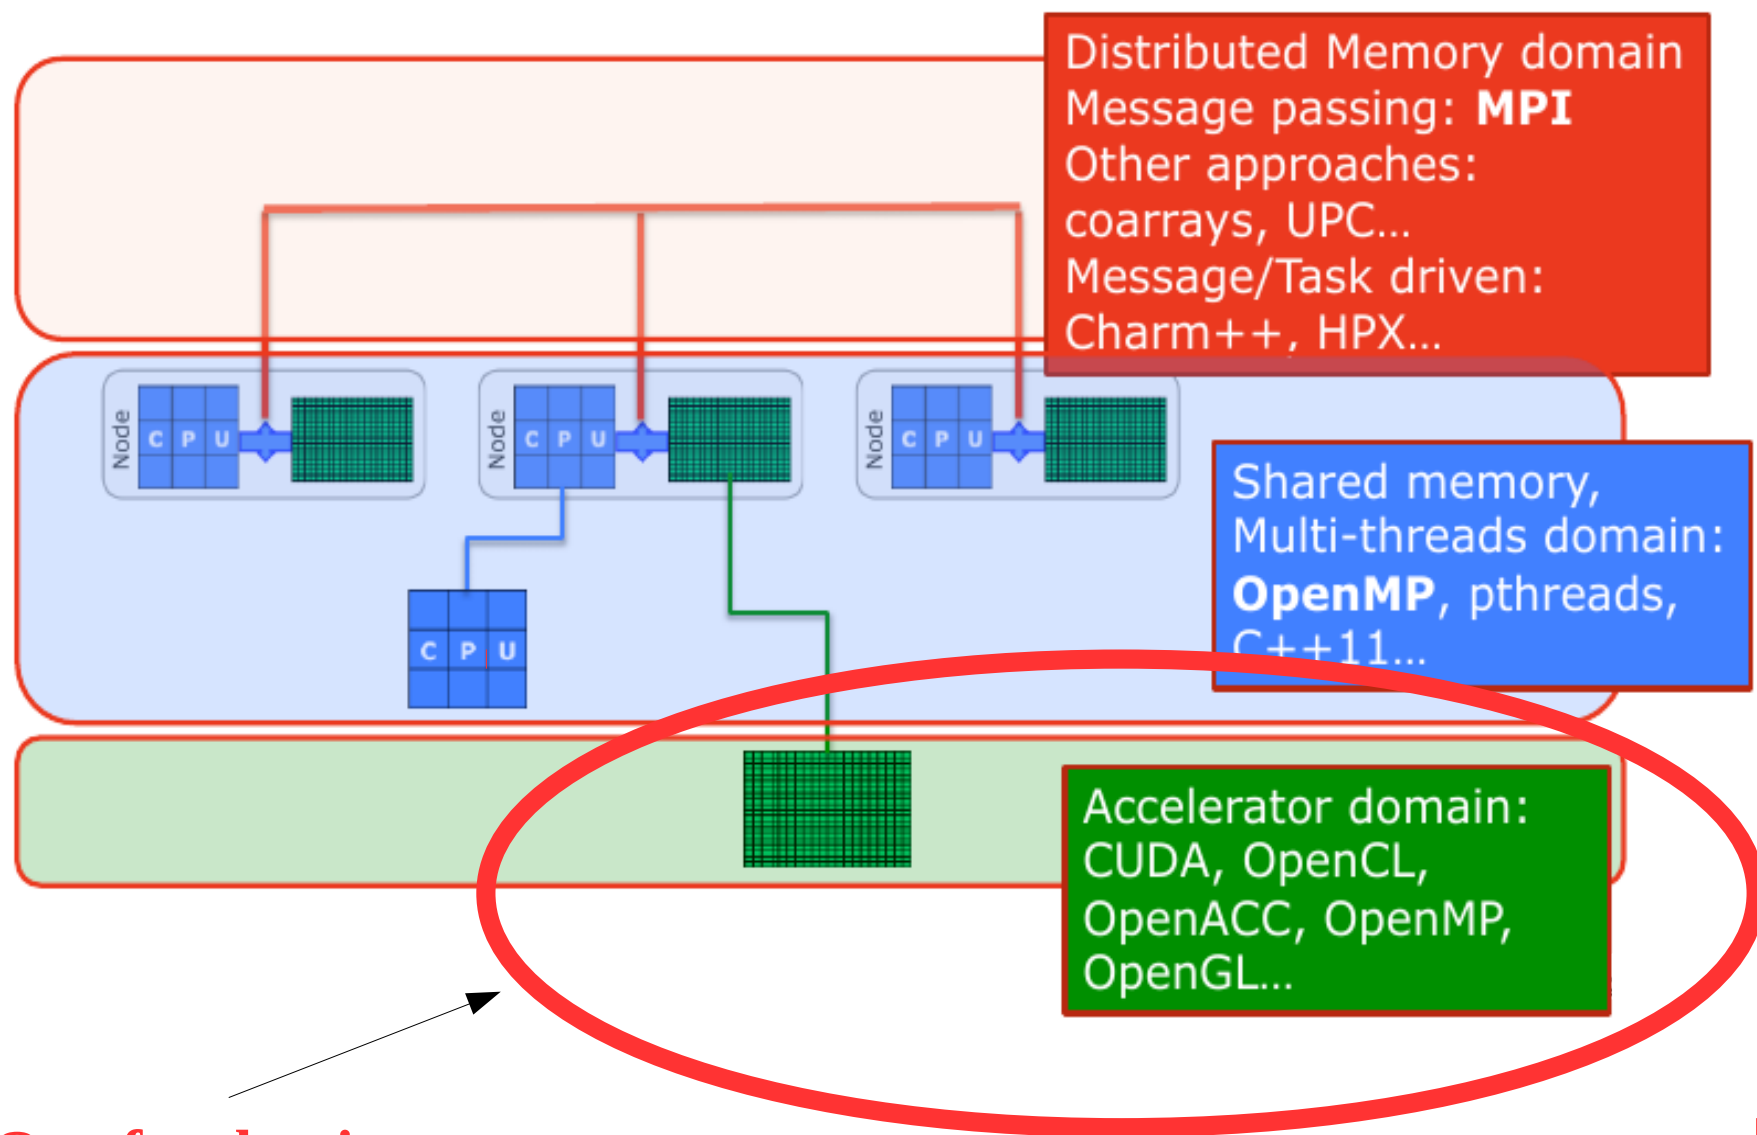 Distributed Memory domain
Message passing: MPI
Other approaches:
coarrays, UPC...
Message/Task driven:
Charm++, HPX...
Node
C P U
Node
C P U
Node
C P U
Shared memory,
Multi-threads domain:
OpenMP, pthreads,
C++11...
C P U
Accelerator domain:
CUDA, OpenCL,
OpenACC, OpenMP,
OpenGL...